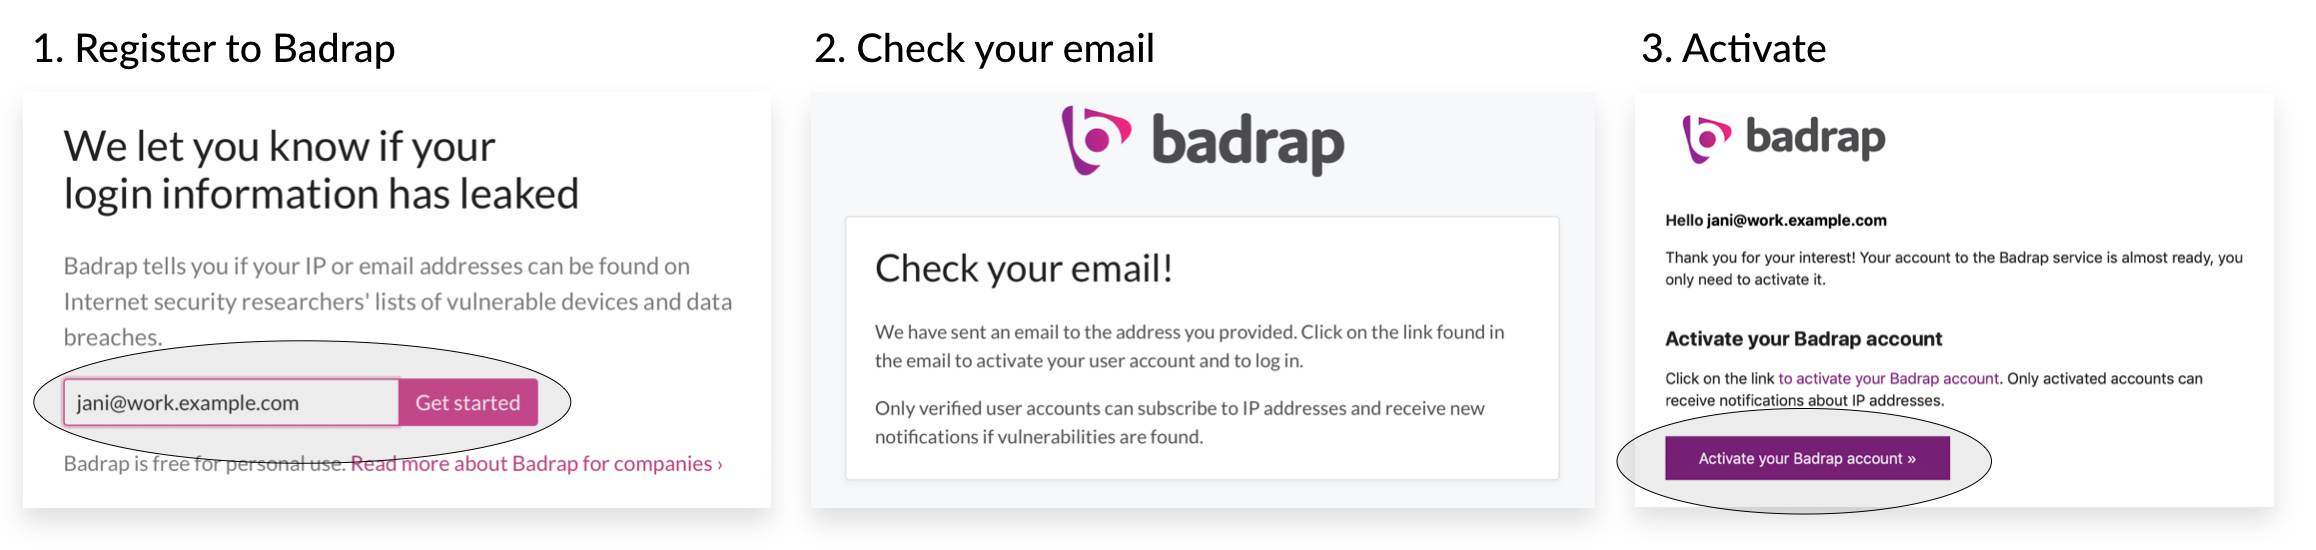 1. Register to Badrap
We let you know if your
login information has leaked
Badrap tells you if your IP or email addresses can be found on
Internet security researchers' lists of vulnerable devices and data
breaches.
jani@work.example.com
Get started
Badrap is free for personal use. Read more about Badrap for companies ›
2. Check your email
badrap
Check your email!
We have sent an email to the address you provided. Click on the link found in
the email to activate your user account and to log in.
Only verified user accounts can subscribe to IP addresses and receive new
notifications if vulnerabilities are found.
3. Activate
badrap
Hello jani@work.example.com
Thank you for your interest! Your account to the Badrap service is almost ready, you
only need to activate it.
Activate your Badrap account
Click on the link to activate your Badrap account. Only activated accounts can
receive notifications about IP addresses.
Activate your Badrap account »